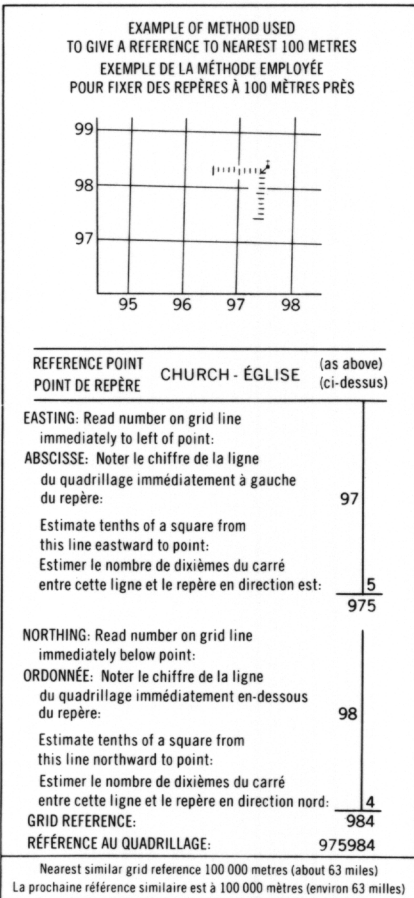 EXAMPLE OF METHOD USED
TO GIVE A REFERENCE TO NEAREST 100 METRES
EXEMPLE DE LA MÉTHODE EMPLOYÉE
POUR FIXER DES REPÈRES À 100 MÈTRES PRÈS
99
98
97
95 96 97 98
REFERENCE POINT
POINT DE REPÈRE
CHURCH - ÉGLISE
(as above)
(ci-dessus)
EASTING: Read number on grid line
immediately to left of point:
ABSCISSE: Noter le chiffre de la ligne
du quadrillage immédiatement à gauche
du repère: 97
Estimate tenths of a square from
this line eastward to point:
Estimer le nombre de dixièmes du carré
entre cette ligne et le repère en direction est: 5
975
NORTHING: Read number on grid line
immediately below point:
ORDONNÉE: Noter le chiffre de la ligne
du quadrillage immédiatement en-dessous
du repère: 98
Estimate tenths of a square from
this line northward to point:
Estimer le nombre de dixièmes du carré
entre cette ligne et le repère en direction nord: 4
GRID REFERENCE: 984
RÉFÉRENCE AU QUADRILLAGE: 975984
Nearest similar grid reference 100 000 metres (about 63 miles)
La prochaine référence similaire est à 100 000 mètres (environ 63 milles)